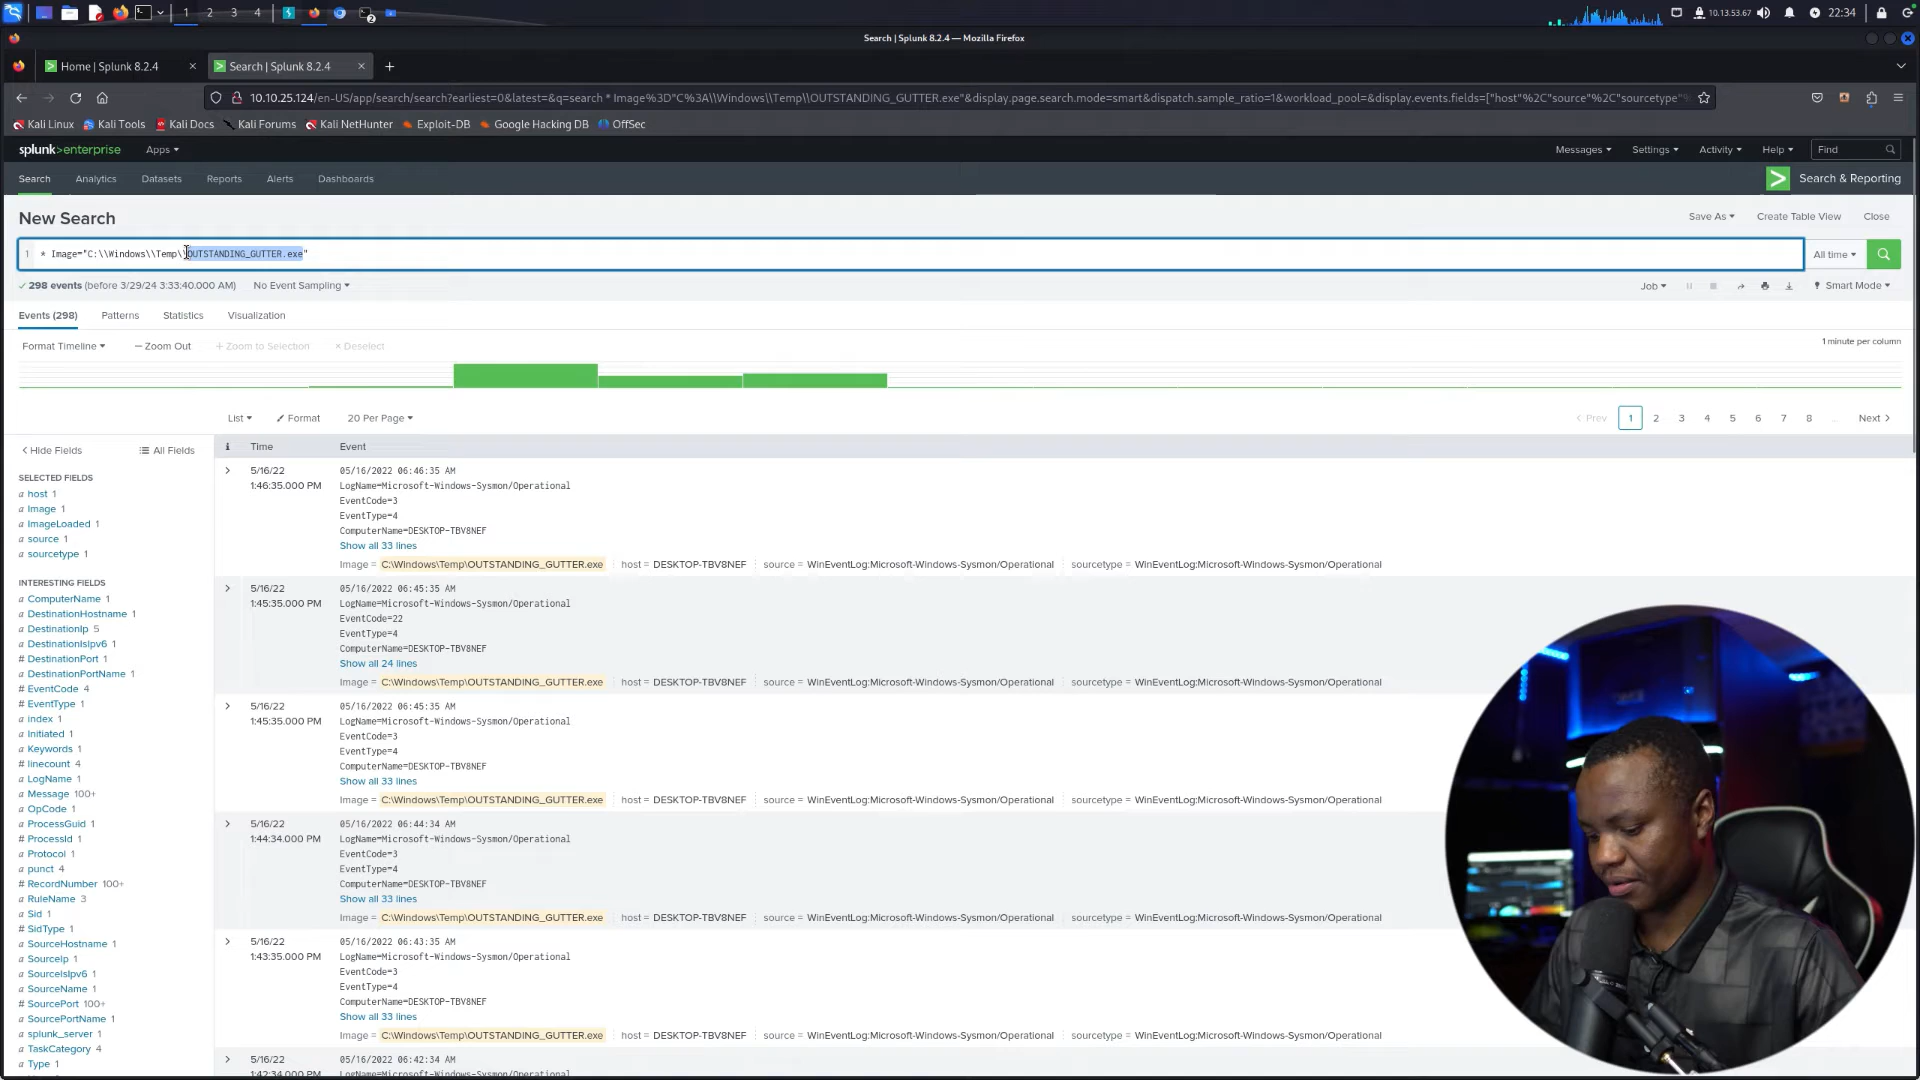 1 2 3 4 2 10.13.53.67 22:34
Search | Splunk 8.2.4 — Mozilla Firefox
Home | Splunk 8.2.4 Search | Splunk 8.2.4
10.10.25.124/en-US/app/search/search?earliest=0&latest=&q=search * Image%3D"C%3A\\Windows\\Temp\\OUTSTANDING_GUTTER.exe"&display.page.search.mode=smart&dispatch.sample_ratio=1&workload_pool=&display.events.fields=["host"%2C"source"%2C"sourcetype"%
Kali Linux Kali Tools Kali Docs Kali Forums Kali NetHunter Exploit-DB Google Hacking DB OffSec
splunk>enterprise Apps Messages Settings Activity Help Find
Search Analytics Datasets Reports Alerts Dashboards Search & Reporting
New Search Save As Create Table View Close
1 * Image="C:\\Windows\\Temp\\OUTSTANDING_GUTTER.exe" All time
298 events (before 3/29/24 3:33:40.000 AM) No Event Sampling Job Smart Mode
Events (298) Patterns Statistics Visualization
Format Timeline — Zoom Out + Zoom to Selection × Deselect 1 minute per column
List Format 20 Per Page < Prev 1 2 3 4 5 6 7 8 ... Next >
< Hide Fields All Fields
i Time Event
SELECTED FIELDS
a host 1
a Image 1
a ImageLoaded 1
a source 1
a sourcetype 1
INTERESTING FIELDS
a ComputerName 1
a DestinationHostname 1
a DestinationIp 5
a DestinationIsIpv6 1
# DestinationPort 1
a DestinationPortName 1
# EventCode 4
a EventType 1
a index 1
a Initiated 1
a Keywords 1
# linecount 4
a LogName 1
a Message 100+
a OpCode 1
a ProcessGuid 1
# ProcessId 1
a Protocol 1
a punct 4
# RecordNumber 100+
a RuleName 3
a Sid 1
# SidType 1
a SourceHostname 1
a SourceIp 1
a SourceIsIpv6 1
a SourceName 1
# SourcePort 100+
a SourcePortName 1
a splunk_server 1
a TaskCategory 4
a Type 1
> 5/16/22 05/16/2022 06:46:35 AM
1:46:35.000 PM LogName=Microsoft-Windows-Sysmon/Operational
EventCode=3
EventType=4
ComputerName=DESKTOP-TBV8NEF
Show all 33 lines
Image = C:\Windows\Temp\OUTSTANDING_GUTTER.exe host = DESKTOP-TBV8NEF source = WinEventLog:Microsoft-Windows-Sysmon/Operational sourcetype = WinEventLog:Microsoft-Windows-Sysmon/Operational
> 5/16/22 05/16/2022 06:45:35 AM
1:45:35.000 PM LogName=Microsoft-Windows-Sysmon/Operational
EventCode=22
EventType=4
ComputerName=DESKTOP-TBV8NEF
Show all 24 lines
Image = C:\Windows\Temp\OUTSTANDING_GUTTER.exe host = DESKTOP-TBV8NEF source = WinEventLog:Microsoft-Windows-Sysmon/Operational sourcetype = WinEventLog:Microsoft-Windows-Sysmon/Operational
> 5/16/22 05/16/2022 06:45:35 AM
1:45:35.000 PM LogName=Microsoft-Windows-Sysmon/Operational
EventCode=3
EventType=4
ComputerName=DESKTOP-TBV8NEF
Show all 33 lines
Image = C:\Windows\Temp\OUTSTANDING_GUTTER.exe host = DESKTOP-TBV8NEF source = WinEventLog:Microsoft-Windows-Sysmon/Operational sourcetype = WinEventLog:Microsoft-Windows-Sysmon/Operational
> 5/16/22 05/16/2022 06:44:34 AM
1:44:34.000 PM LogName=Microsoft-Windows-Sysmon/Operational
EventCode=3
EventType=4
ComputerName=DESKTOP-TBV8NEF
Show all 33 lines
Image = C:\Windows\Temp\OUTSTANDING_GUTTER.exe host = DESKTOP-TBV8NEF source = WinEventLog:Microsoft-Windows-Sysmon/Operational sourcetype = WinEventLog:Microsoft-Windows-Sysmon/Operational
> 5/16/22 05/16/2022 06:43:35 AM
1:43:35.000 PM LogName=Microsoft-Windows-Sysmon/Operational
EventCode=3
EventType=4
ComputerName=DESKTOP-TBV8NEF
Show all 33 lines
Image = C:\Windows\Temp\OUTSTANDING_GUTTER.exe host = DESKTOP-TBV8NEF source = WinEventLog:Microsoft-Windows-Sysmon/Operational sourcetype = WinEventLog:Microsoft-Windows-Sysmon/Operational
> 5/16/22 05/16/2022 06:42:34 AM
1:42:34.000 PM LogName=Microsoft-Windows-Sysmon/Operational